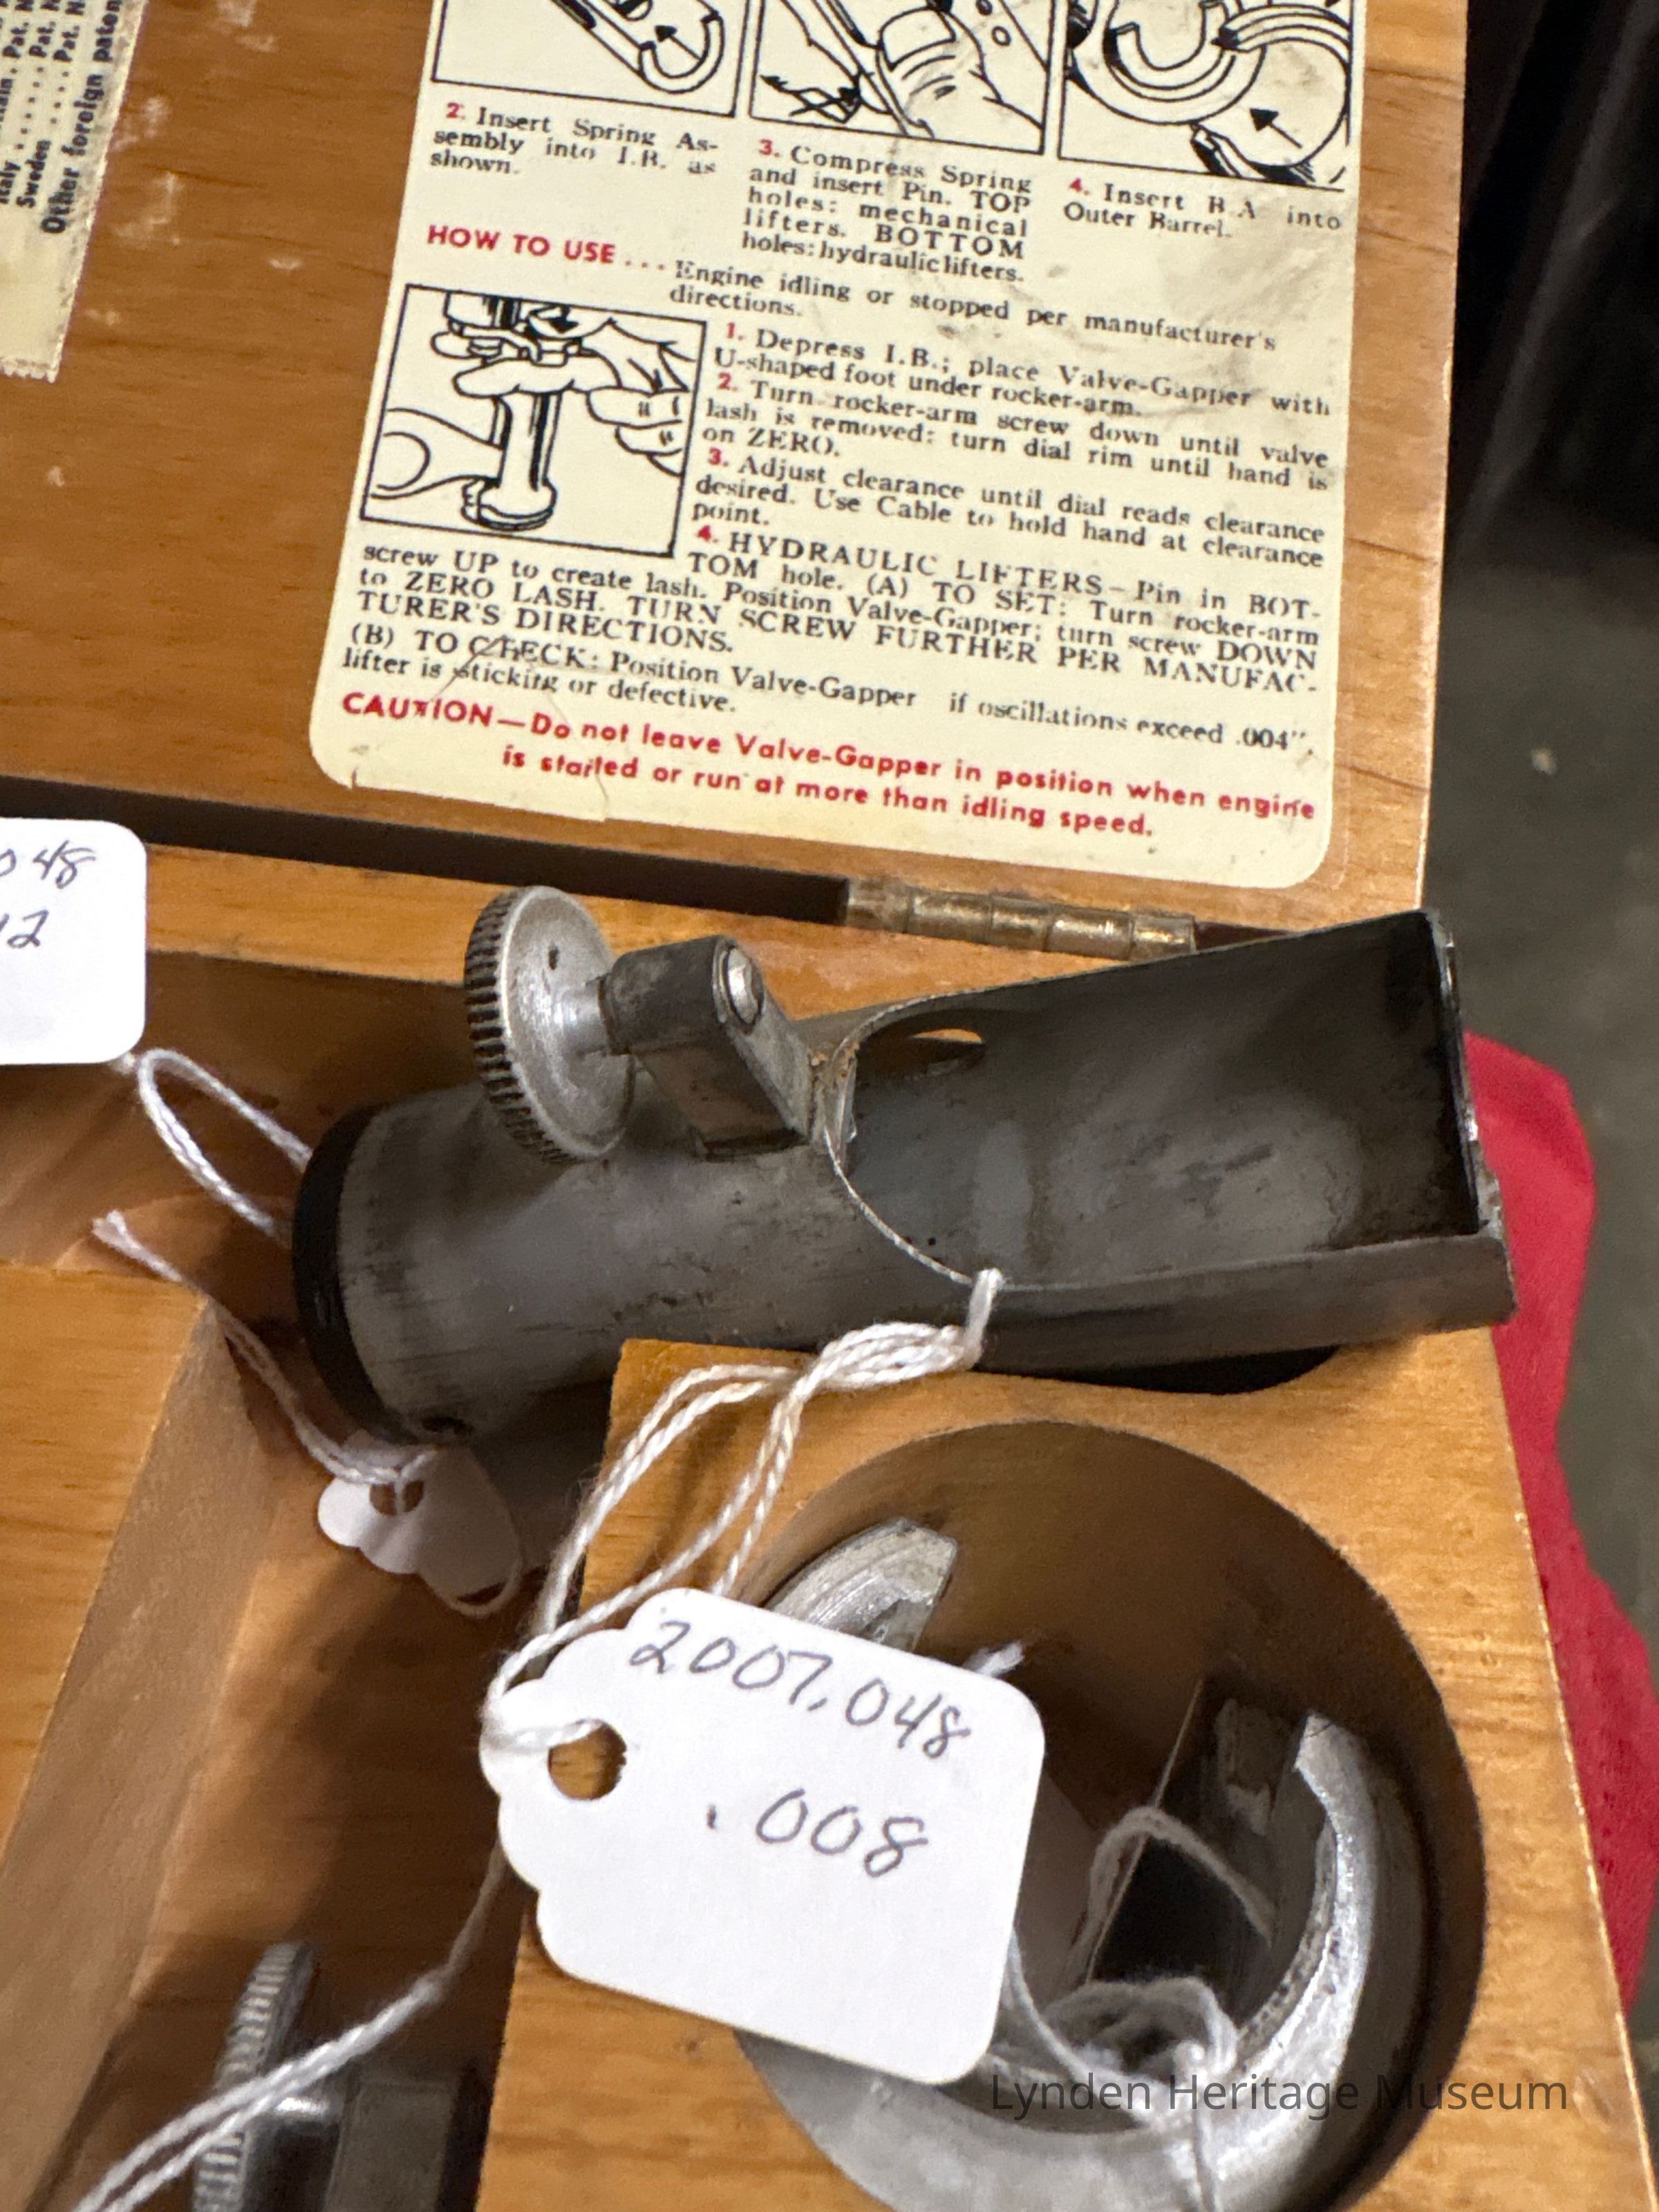 Pat. N
Italy ..... Pat. N
Sweden .... Pat. N
Other foreign paten
2. Insert Spring As-
sembly into I.B. as
shown.
3. Compress Spring
and insert Pin. TOP
holes: mechanical
lifters. BOTTOM
holes: hydraulic lifters.
4. Insert B.A into
Outer Barrel.
HOW TO USE ... Engine idling or stopped per manufacturer's
directions.
1. Depress I.B.; place Valve-Gapper with
U-shaped foot under rocker-arm.
2. Turn rocker-arm screw down until valve
lash is removed; turn dial rim until hand is
on ZERO.
3. Adjust clearance until dial reads clearance
desired. Use Cable to hold hand at clearance
point.
4. HYDRAULIC LIFTERS – Pin in BOT-
TOM hole. (A) TO SET: Turn rocker-arm
screw UP to create lash. Position Valve-Gapper; turn screw DOWN
to ZERO LASH. TURN SCREW FURTHER PER MANUFAC-
TURER'S DIRECTIONS.
(B) TO CHECK: Position Valve-Gapper if oscillations exceed .004",
lifter is sticking or defective.
CAUTION—Do not leave Valve-Gapper in position when engine
is started or run at more than idling speed.
048
12
2007.048
.008
Lynden Heritage Museum